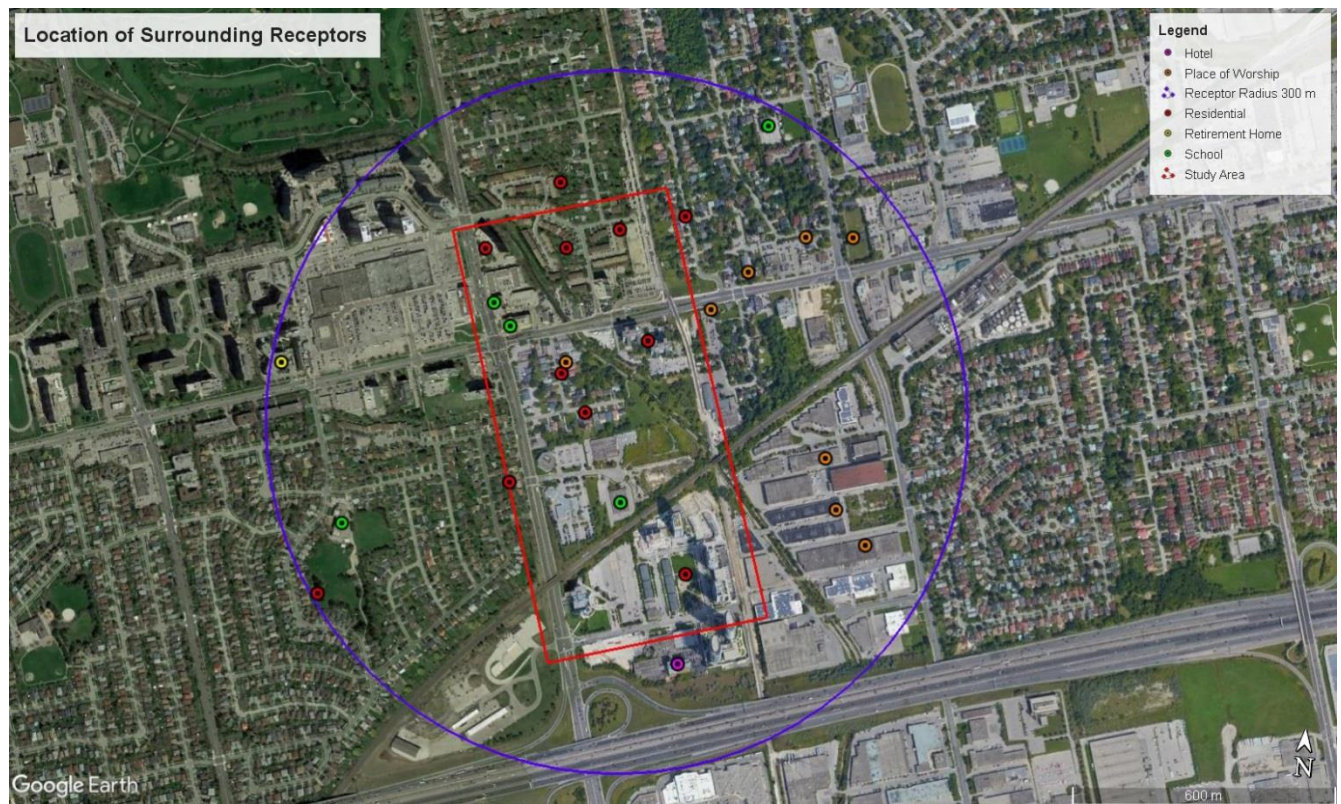 Location of Surrounding Receptors
Legend
Hotel
Place of Worship
Receptor Radius 300 m
Residential
Retirement Home
School
Study Area
N
Google Earth
600 m